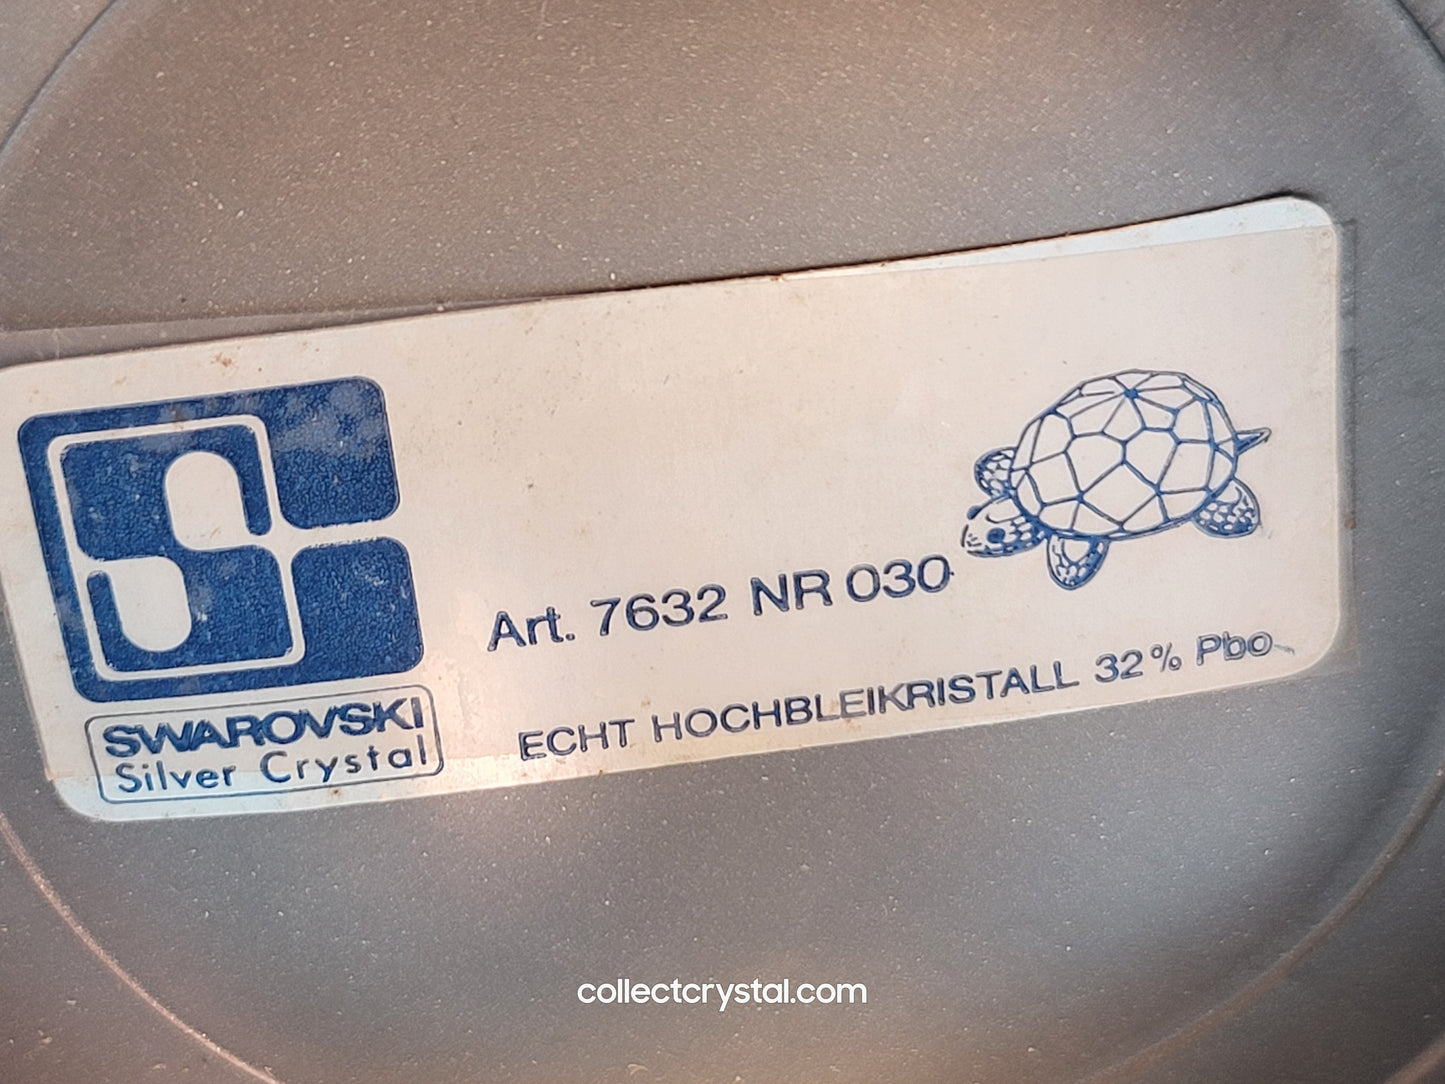 Art. 7632 NR 030
SWAROVSKI
Silver Crystal
ECHT HOCHBLEIKRISTALL 32% Pbo
collectcrystal.com